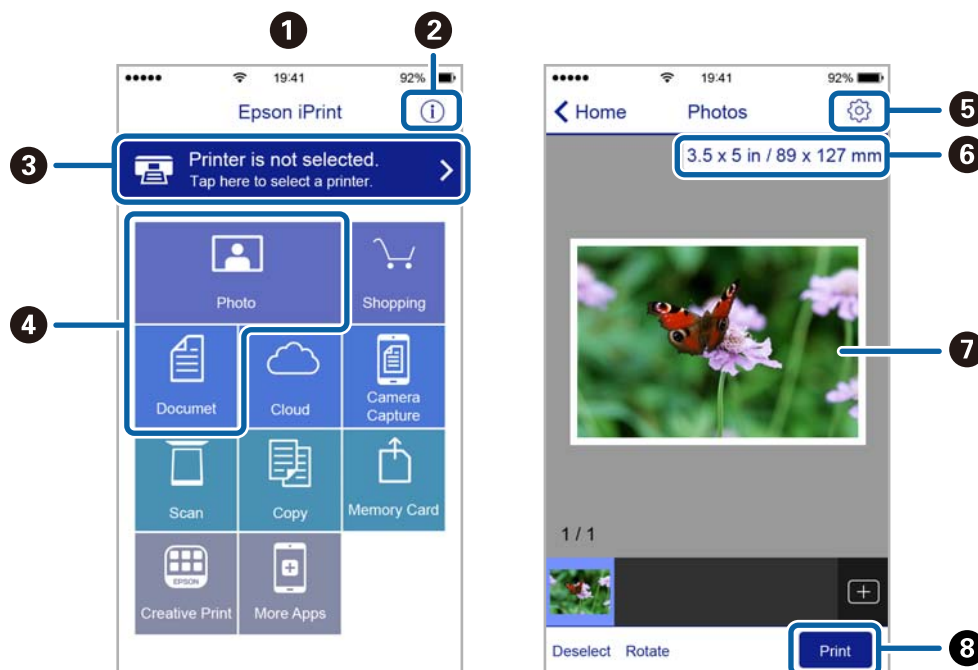 1
2
19:41
92%
Epson iPrint
i
3
Printer is not selected.
Tap here to select a printer.
4
Photo
Shopping
Documet
Cloud
Camera
Capture
Scan
Copy
Memory Card
EPSON
Creative Print
More Apps
19:41
92%
Home
Photos
5
3.5 x 5 in / 89 x 127 mm
6
7
1 / 1
Deselect
Rotate
Print
8